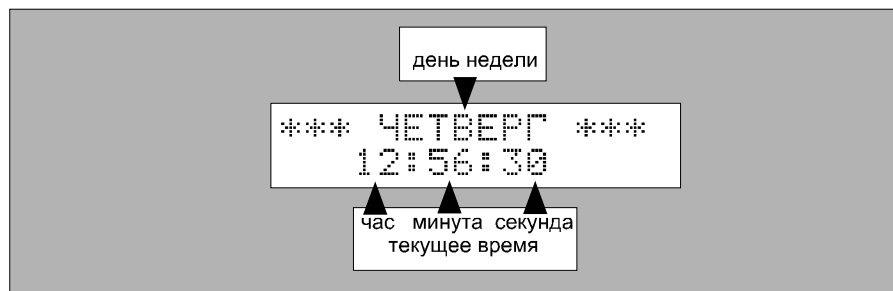 день недели
*** ЧЕТВЕРГ ***
12:56:30
час минута секунда
текущее время